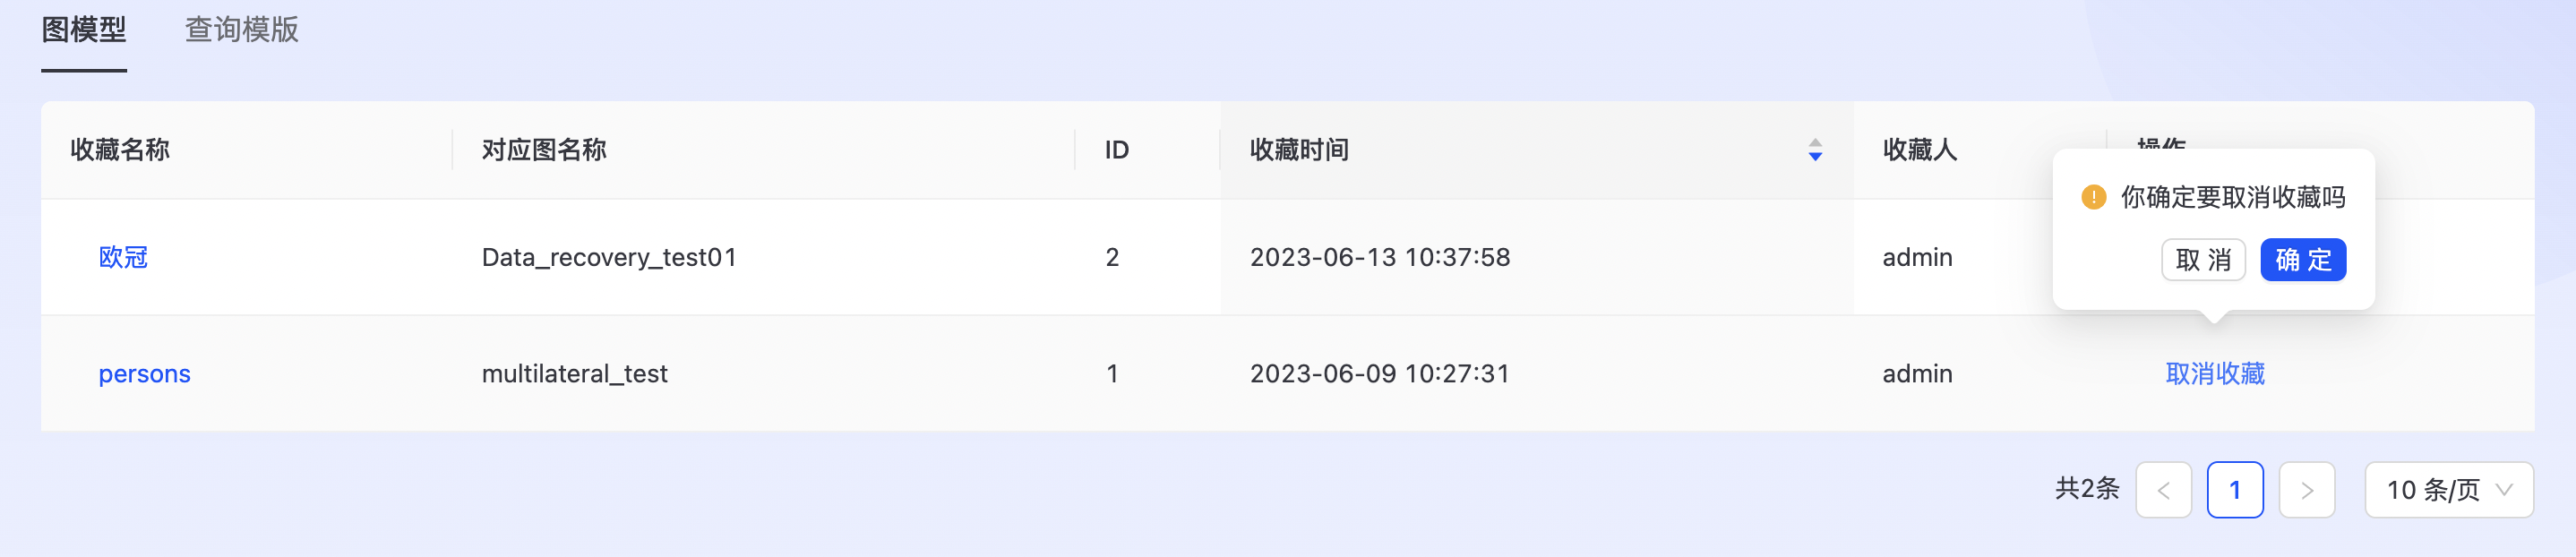 图模型 查询模版
收藏名称 对应图名称 ID 收藏时间 收藏人 操作
你确定要取消收藏吗
取 消 确 定
欧冠 Data_recovery_test01 2 2023-06-13 10:37:58 admin
persons multilateral_test 1 2023-06-09 10:27:31 admin 取消收藏
共2条 < 1 > 10 条/页